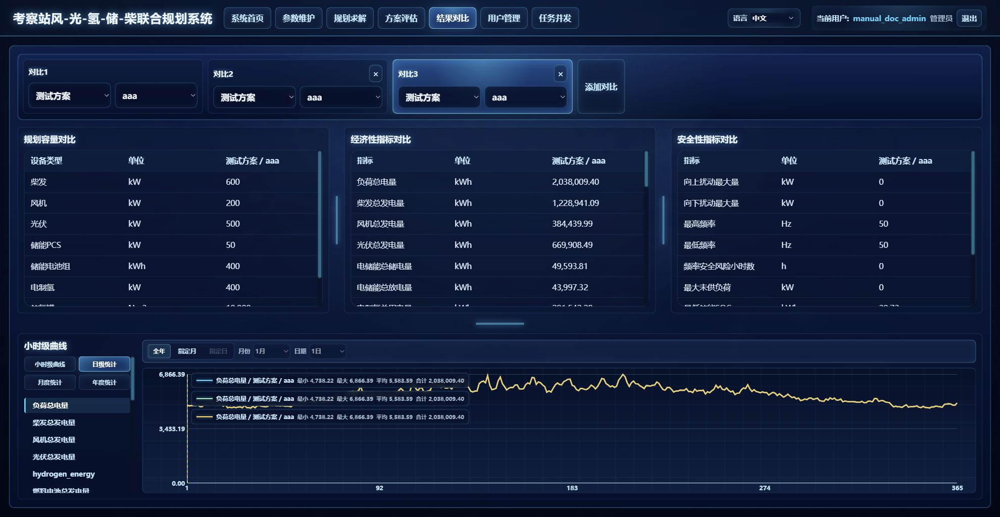 考察站风-光-氢-储-柴联合规划系统 系统首页 参数维护 规划求解 方案评估 结果对比 用户管理 任务并发 语言 中文 当前用户: manual_doc_admin 管理员 退出
对比1
测试方案 aaa
对比2 ×
测试方案 aaa
对比3 ×
测试方案 aaa
添加对比
规划容量对比
设备类型 单位 测试方案 / aaa
柴发 kW 600
风机 kW 200
光伏 kW 500
储能PCS kW 50
储能电池组 kWh 400
电制氢 kW 400
经济性指标对比
指标 单位 测试方案 / aaa
负荷总电量 kWh 2,038,009.40
柴发总发电量 kWh 1,228,941.09
风机总发电量 kWh 384,439.99
光伏总发电量 kWh 669,908.49
电储能总储电量 kWh 49,593.81
电储能总放电量 kWh 43,997.32
安全性指标对比
指标 单位 测试方案 / aaa
向上扰动最大量 kW 0
向下扰动最大量 kW 0
最高频率 Hz 50
最低频率 Hz 50
频率安全风险小时数 h 0
最大未供负荷 kW 0
小时级曲线
小时级曲线 日级统计
月度统计 年度统计
负荷总电量
柴发总发电量
风机总发电量
光伏总发电量
hydrogen_energy
燃料电池总发电量
全年 指定月 指定日 月份 1月 日期 1日
6,866.39
3,433.19
0.00
负荷总电量 / 测试方案 / aaa 最小 4,738.22 最大 6,866.39 平均 5,583.59 合计 2,038,009.40
负荷总电量 / 测试方案 / aaa 最小 4,738.22 最大 6,866.39 平均 5,583.59 合计 2,038,009.40
负荷总电量 / 测试方案 / aaa 最小 4,738.22 最大 6,866.39 平均 5,583.59 合计 2,038,009.40
1 92 183 274 365